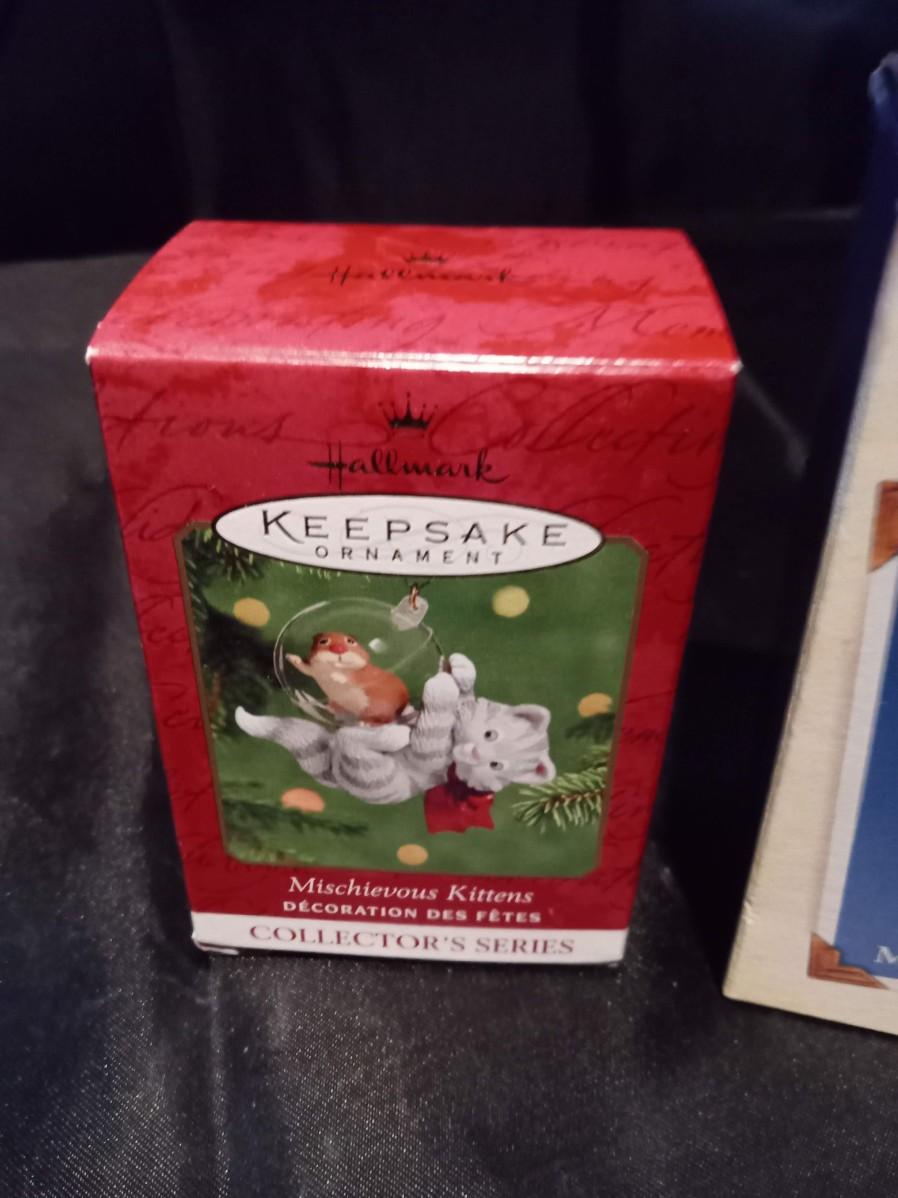 Hallmark
Hallmark
KEEPSAKE
ORNAMENT
Mischievous Kittens
DÉCORATION DES FÊTES
COLLECTOR'S SERIES
M